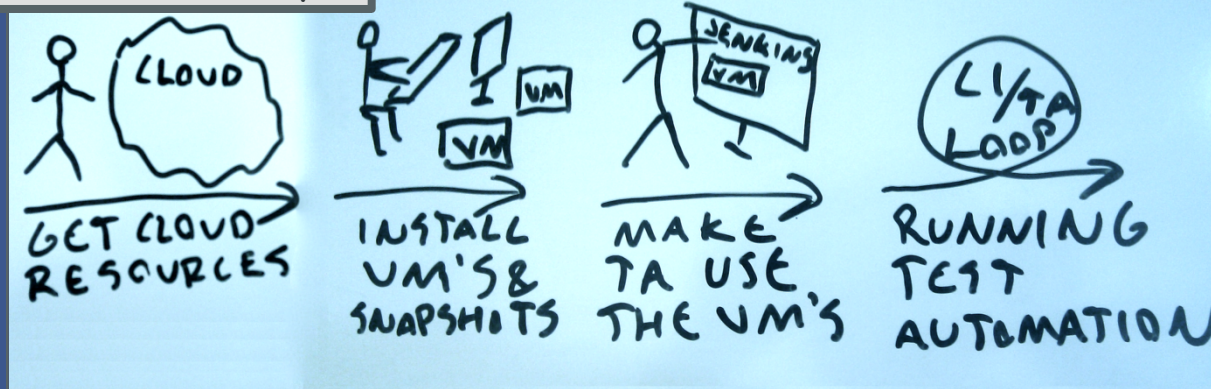 CLOUD
GET CLOUD
RESOURCES
VM
VM
INSTALL
VM'S &
SNAPSHOTS
JENKINS
VM
MAKE
TA USE
THE VM'S
CI/TA
LOOP
RUNNING
TEST
AUTOMATION